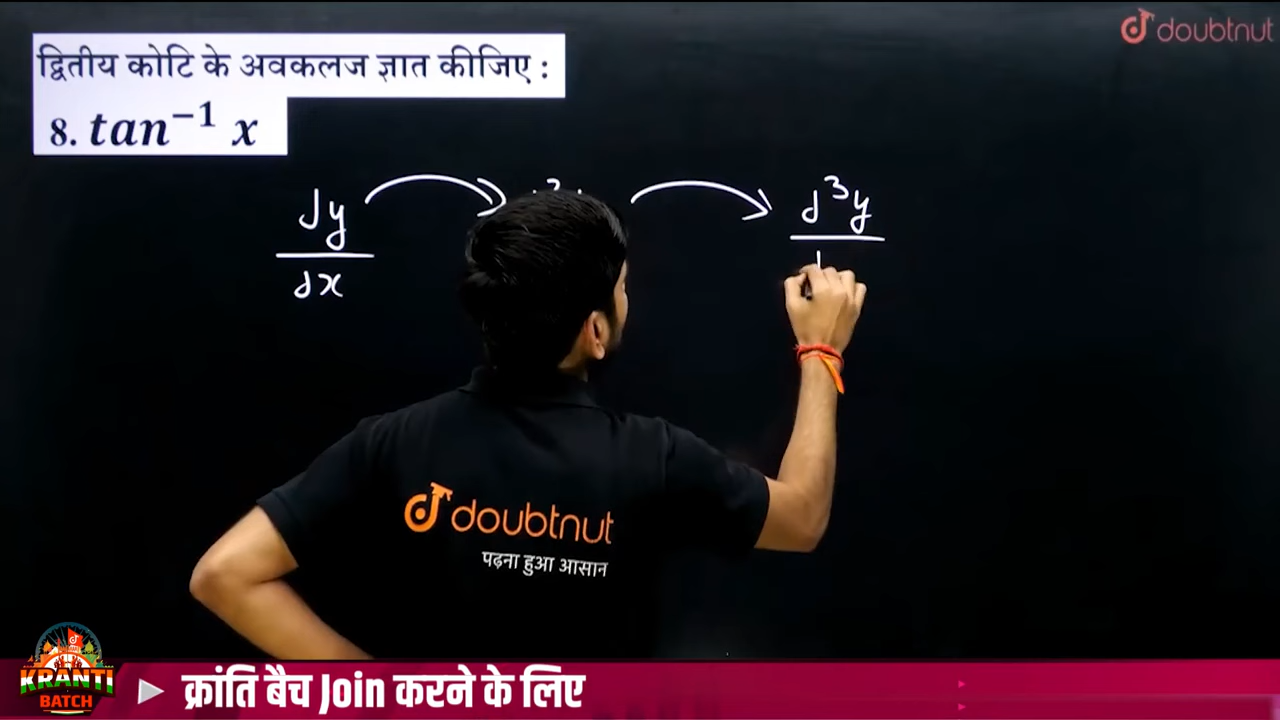 doubtnut
द्वितीय कोटि के अवकलज ज्ञात कीजिए :
8. tan⁻¹ x
dy
dx
d³y
doubtnut
पढ़ना हुआ आसान
KRANTI
BATCH
क्रांति बैच Join करने के लिए